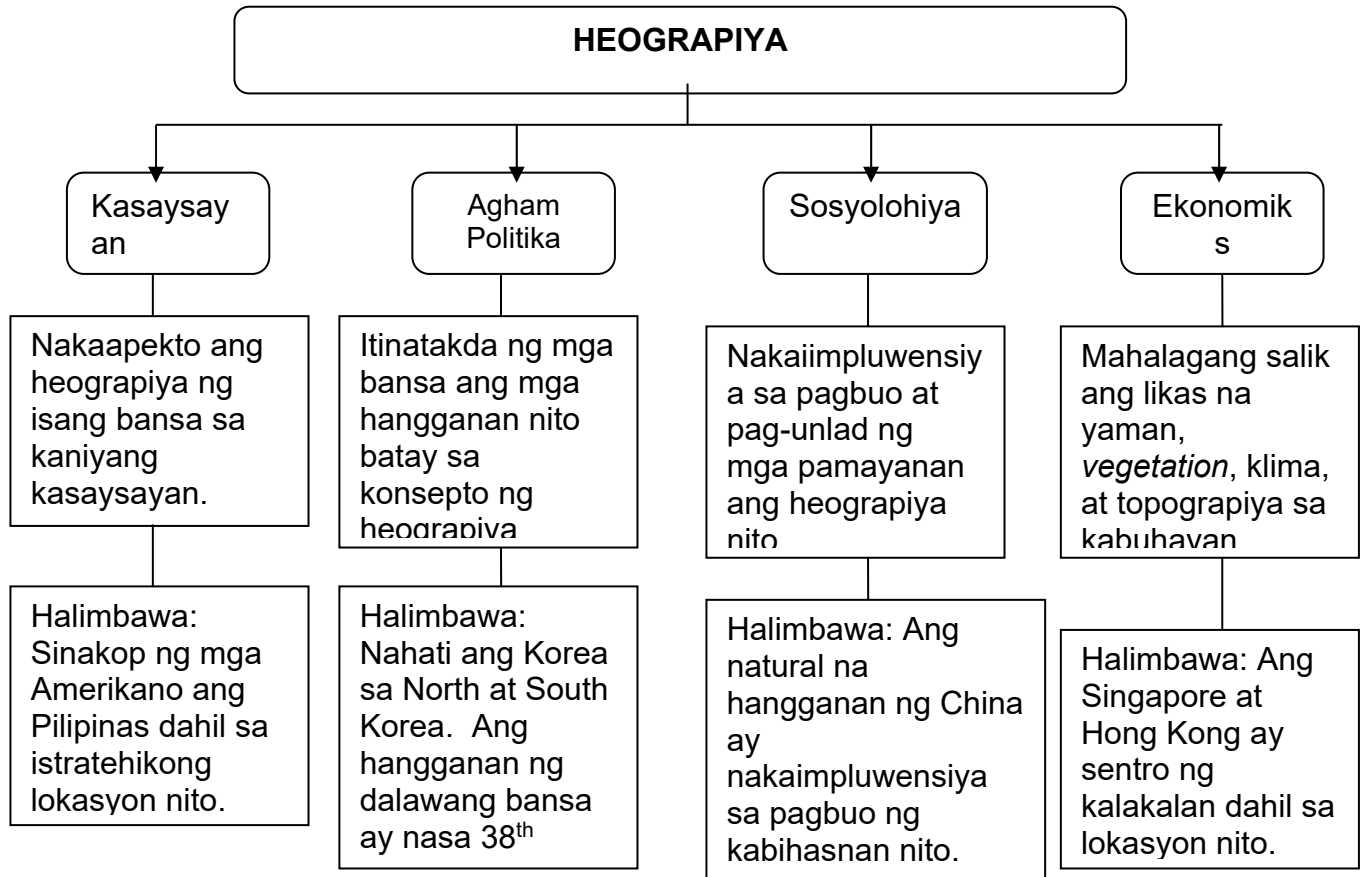 HEOGRAPIYA
Kasaysay
an
Agham
Politika
Sosyolohiya
Ekonomik
s
Nakaapekto ang
heograpiya ng
isang bansa sa
kaniyang
kasaysayan.
Itinatakda ng mga
bansa ang mga
hangganan nito
batay sa
konsepto ng
heograpiya
Nakaiimpluwensiy
a sa pagbuo at
pag-unlad ng
mga pamayanan
ang heograpiya
nito
Mahalagang salik
ang likas na
yaman,
vegetation, klima,
at topograpiya sa
kabuhayan
Halimbawa:
Sinakop ng mga
Amerikano ang
Pilipinas dahil sa
istratehikong
lokasyon nito.
Halimbawa:
Nahati ang Korea
sa North at South
Korea. Ang
hangganan ng
dalawang bansa
ay nasa 38th
Halimbawa: Ang
natural na
hangganan ng China
ay
nakaimpluwensiya
sa pagbuo ng
kabihasnan nito.
Halimbawa: Ang
Singapore at
Hong Kong ay
sentro ng
kalakalan dahil sa
lokasyon nito.